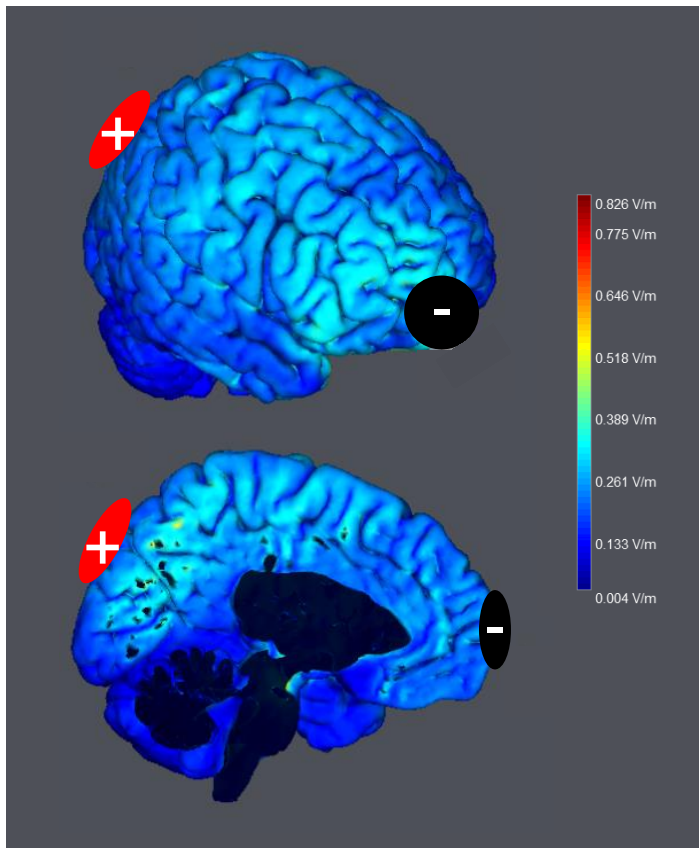 +
-
0.826 V/m
0.775 V/m
0.646 V/m
0.518 V/m
0.389 V/m
0.261 V/m
0.133 V/m
0.004 V/m
+
-